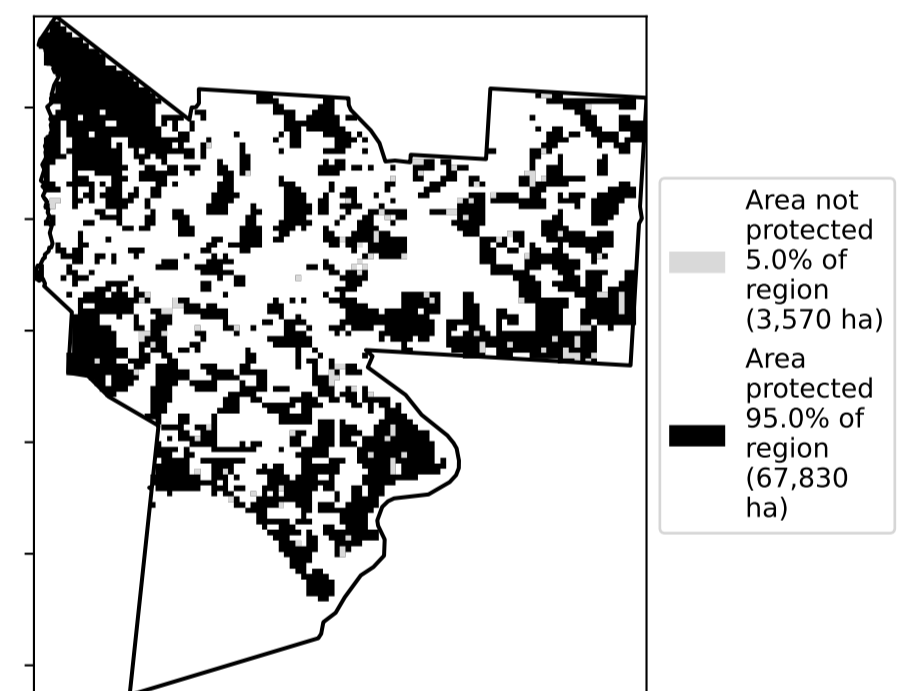 Area not
protected
5.0% of
region
(3,570 ha)
Area
protected
95.0% of
region
(67,830
ha)